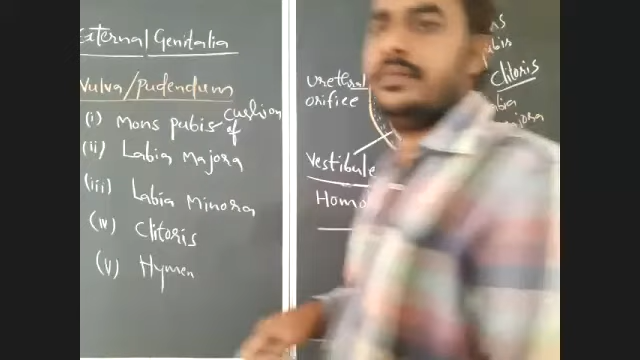 External Genitalia
Vulva/pudendum
(i) Mons pubis cushion of
(ii) Labia Majora
(iii) Labia Minora
(iv) Clitoris
(v) Hymen
urethral
orifice
Vestibule
Clitoris